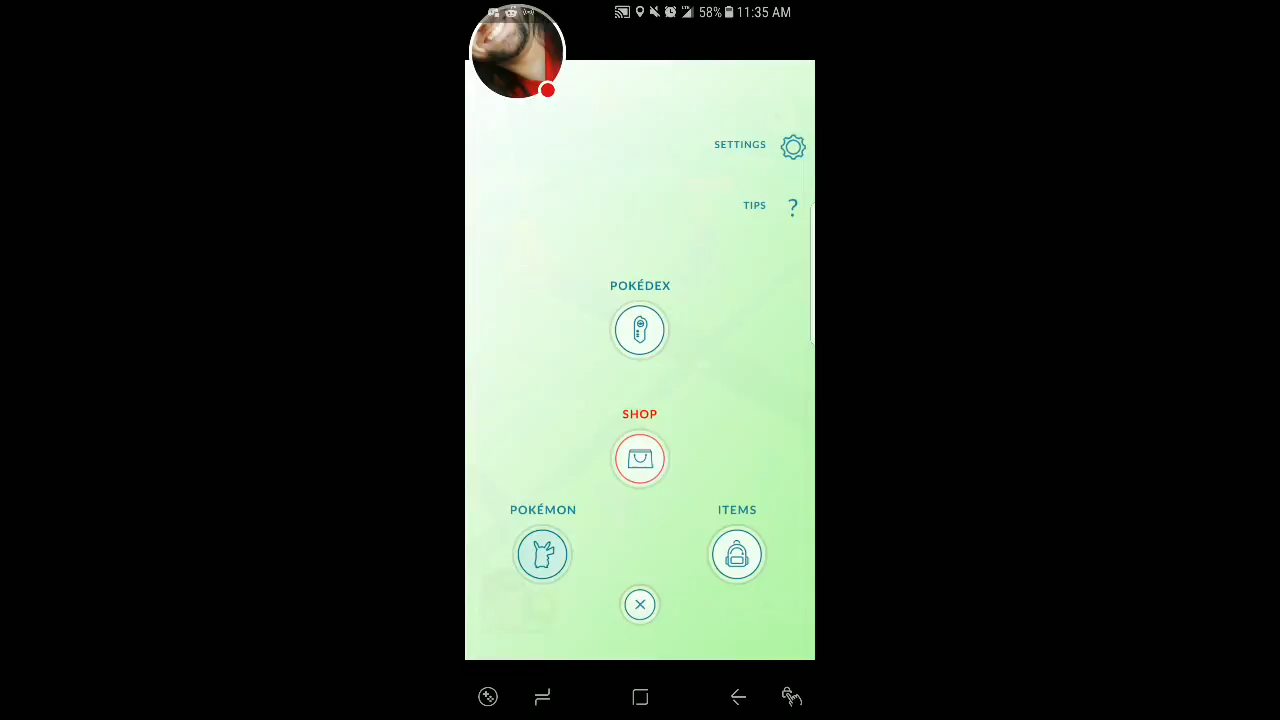 58% 11:35 AM
SETTINGS
TIPS ?
POKÉDEX
SHOP
POKÉMON
ITEMS